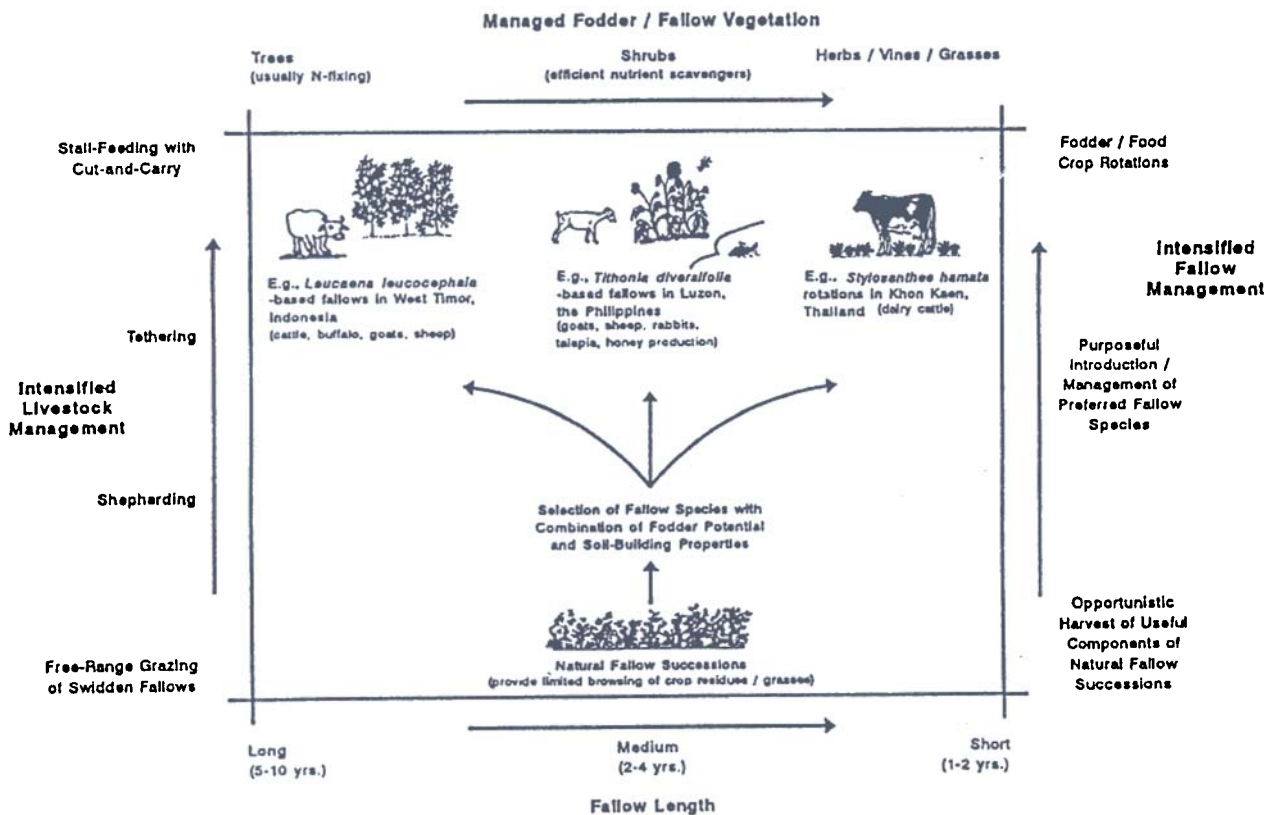 Managed Fodder / Fallow Vegetation
Trees
(usually N-fixing)
Shrubs
(efficient nutrient scavengers)
Herbs / Vines / Grasses
Stall-Feeding with
Cut-and-Carry
Fodder / Food
Crop Rotations
E.g., Leucaena leucocephala
-based fallows in West Timor,
Indonesia
(cattle, buffalo, goats, sheep)
E.g., Tithonia diversifolia
-based fallows in Luzon,
the Philippines
(goats, sheep, rabbits,
talapia, honey production)
E.g., Stylosanthes hamata
rotations in Khon Kaen,
Thailand (dairy cattle)
Intensified
Fallow
Management
Tethering
Intensified
Livestock
Management
Purposeful
Introduction /
Management of
Preferred Fallow
Species
Shepharding
Selection of Fallow Species with
Combination of Fodder Potential
and Soil-Building Properties
Opportunistic
Harvest of Useful
Components of
Natural Fallow
Successions
Free-Range Grazing
of Swidden Fallows
Natural Fallow Successions
(provide limited browsing of crop residues / grasses)
Long
(5-10 yrs.)
Medium
(2-4 yrs.)
Short
(1-2 yrs.)
Fallow Length